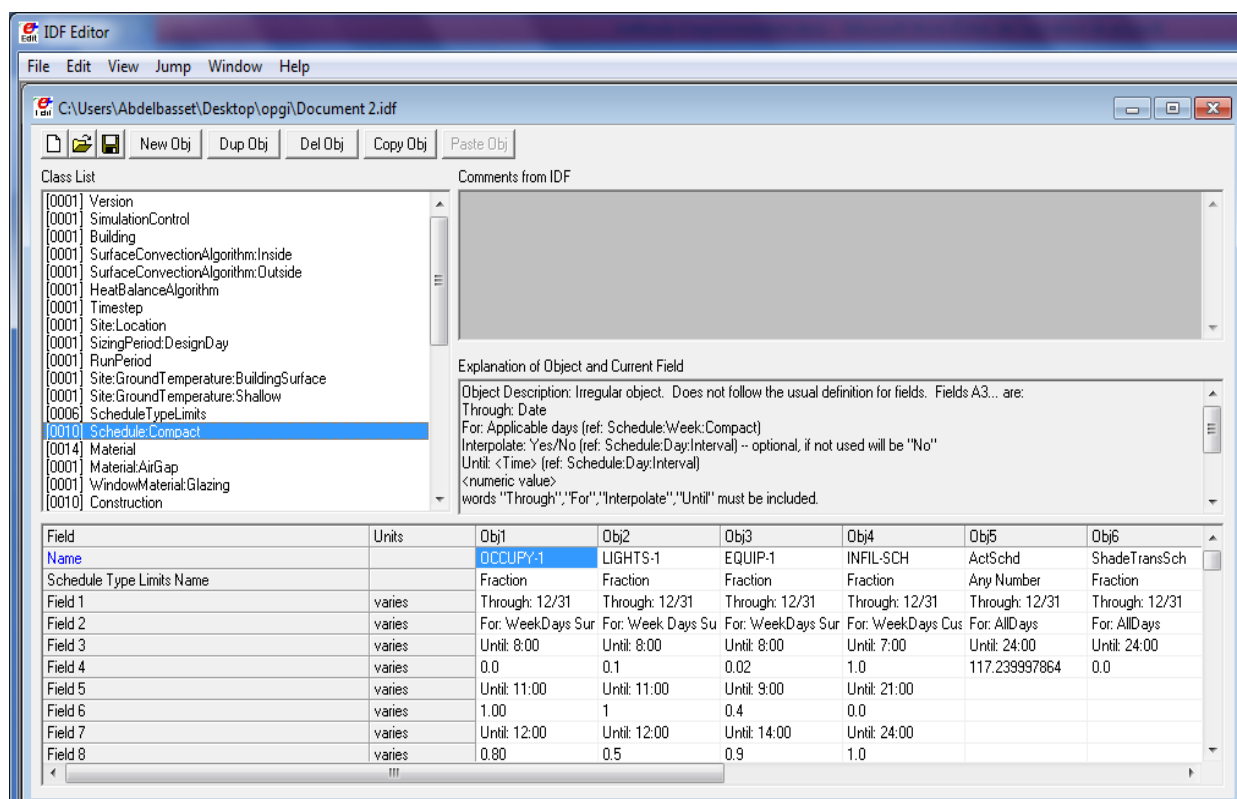 IDF Editor
File Edit View Jump Window Help
C:\Users\Abdelbasset\Desktop\opgi\Document 2.idf
New Obj Dup Obj Del Obj Copy Obj Paste Obj
Class List
[0001] Version
[0001] SimulationControl
[0001] Building
[0001] SurfaceConvectionAlgorithm:Inside
[0001] SurfaceConvectionAlgorithm:Outside
[0001] HeatBalanceAlgorithm
[0001] Timestep
[0001] Site:Location
[0001] SizingPeriod:DesignDay
[0001] RunPeriod
[0001] Site:GroundTemperature:BuildingSurface
[0001] Site:GroundTemperature:Shallow
[0006] ScheduleTypeLimits
[0010] Schedule:Compact
[0014] Material
[0001] Material:AirGap
[0001] WindowMaterial:Glazing
[0010] Construction
Comments from IDF
Explanation of Object and Current Field
Object Description: Irregular object. Does not follow the usual definition for fields. Fields A3... are:
Through: Date
For: Applicable days (ref: Schedule:Week:Compact)
Interpolate: Yes/No (ref: Schedule:Day:Interval) -- optional, if not used will be "No"
Until: <Time> (ref: Schedule:Day:Interval)
<numeric value>
words "Through","For","Interpolate","Until" must be included.
Field Units Obj1 Obj2 Obj3 Obj4 Obj5 Obj6
Name OCCUPY-1 LIGHTS-1 EQUIP-1 INFIL-SCH ActSchd ShadeTransSch
Schedule Type Limits Name Fraction Fraction Fraction Fraction Any Number Fraction
Field 1 varies Through: 12/31 Through: 12/31 Through: 12/31 Through: 12/31 Through: 12/31 Through: 12/31
Field 2 varies For: WeekDays Sur For: Week Days Su For: WeekDays Sur For: WeekDays Cus For: AllDays For: AllDays
Field 3 varies Until: 8:00 Until: 8:00 Until: 8:00 Until: 7:00 Until: 24:00 Until: 24:00
Field 4 varies 0.0 0.1 0.02 1.0 117.239997864 0.0
Field 5 varies Until: 11:00 Until: 11:00 Until: 9:00 Until: 21:00
Field 6 varies 1.00 1 0.4 0.0
Field 7 varies Until: 12:00 Until: 12:00 Until: 14:00 Until: 24:00
Field 8 varies 0.80 0.5 0.9 1.0